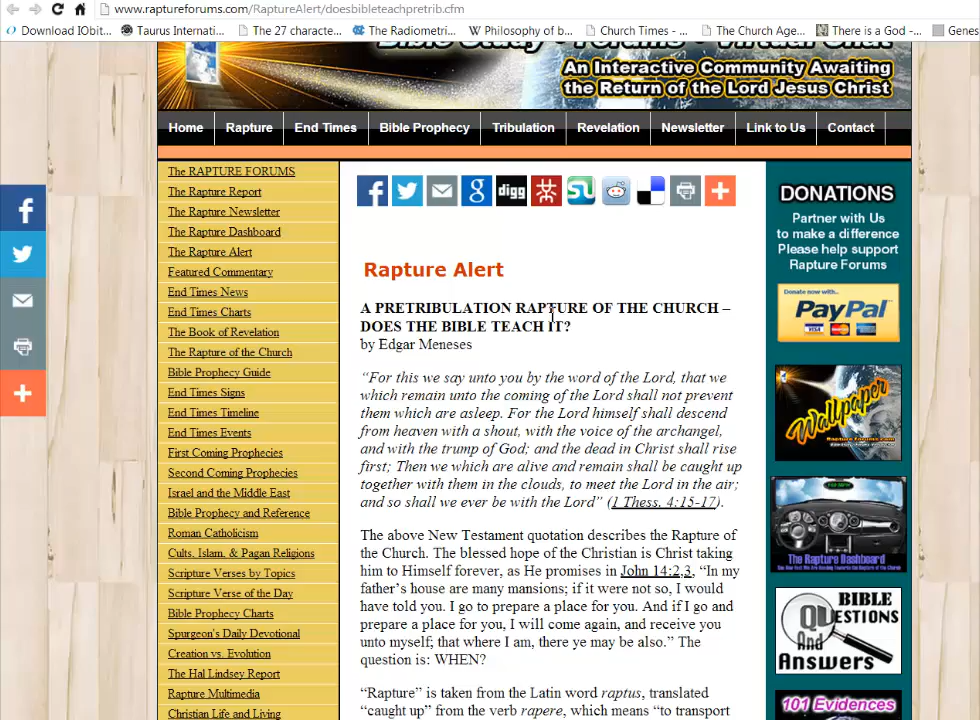 www.raptureforums.com/RaptureAlert/doesbibleteachpretrib.cfm
Download IObit... Taurus Internati... The 27 characte... The Radiometri... Philosophy of b... Church Times - ... The Church Age... There is a God -... Genes
Bible Study - Forums - Virtual Chat
An Interactive Community Awaiting
the Return of the Lord Jesus Christ
Home Rapture End Times Bible Prophecy Tribulation Revelation Newsletter Link to Us Contact
The RAPTURE FORUMS
The Rapture Report
The Rapture Newsletter
The Rapture Dashboard
The Rapture Alert
Featured Commentary
End Times News
End Times Charts
The Book of Revelation
The Rapture of the Church
Bible Prophecy Guide
End Times Signs
End Times Timeline
End Times Events
First Coming Prophecies
Second Coming Prophecies
Israel and the Middle East
Bible Prophecy and Reference
Roman Catholicism
Cults, Islam, & Pagan Religions
Scripture Verses by Topics
Scripture Verse of the Day
Bible Prophecy Charts
Spurgeon's Daily Devotional
Creation vs. Evolution
The Hal Lindsey Report
Rapture Multimedia
Christian Life and Living
digg
Rapture Alert
A PRETRIBULATION RAPTURE OF THE CHURCH –
DOES THE BIBLE TEACH IT?
by Edgar Meneses
“For this we say unto you by the word of the Lord, that we
which remain unto the coming of the Lord shall not prevent
them which are asleep. For the Lord himself shall descend
from heaven with a shout, with the voice of the archangel,
and with the trump of God; and the dead in Christ shall rise
first; Then we which are alive and remain shall be caught up
together with them in the clouds, to meet the Lord in the air;
and so shall we ever be with the Lord” (1 Thess. 4:15-17).
The above New Testament quotation describes the Rapture of
the Church. The blessed hope of the Christian is Christ taking
him to Himself forever, as He promises in John 14:2,3, “In my
father’s house are many mansions; if it were not so, I would
have told you. I go to prepare a place for you. And if I go and
prepare a place for you, I will come again, and receive you
unto myself; that where I am, there ye may be also.” The
question is: WHEN?
“Rapture” is taken from the Latin word raptus, translated
“caught up” from the verb rapere, which means “to transport
DONATIONS
Partner with Us
to make a difference
Please help support
Rapture Forums
Donate now with...
PayPal
VISA
Wallpaper
The Rapture Dashboard
BIBLE
QUESTIONS
And
Answers
101 Evidences